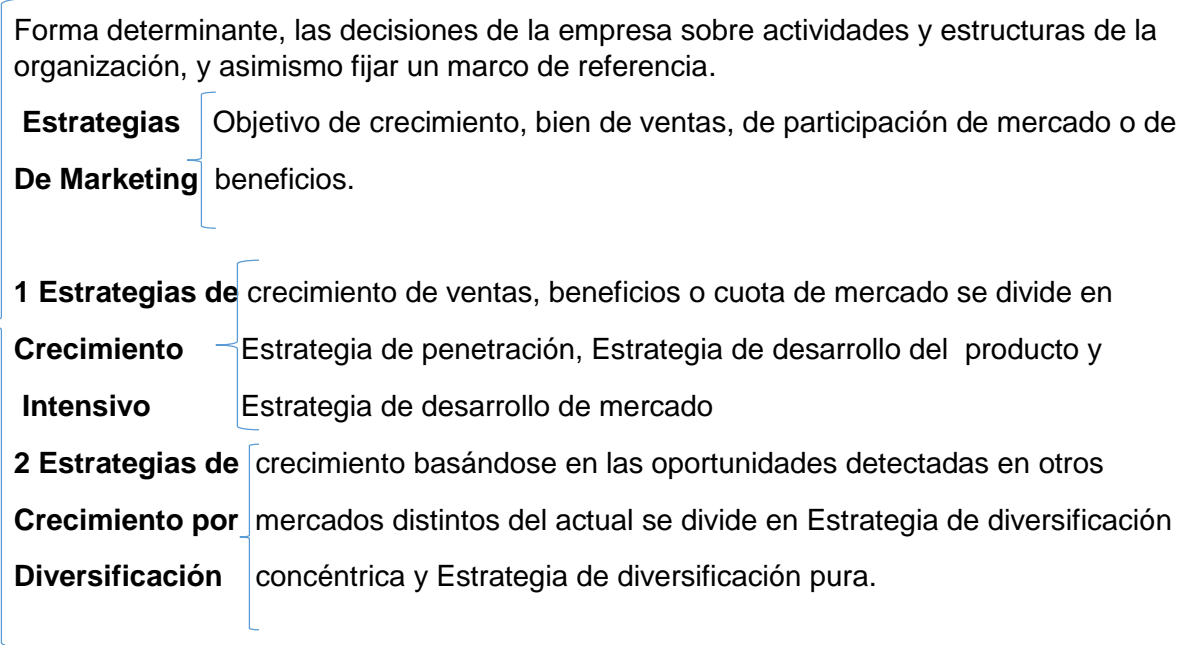 Forma determinante, las decisiones de la empresa sobre actividades y estructuras de la
organización, y asimismo fijar un marco de referencia.
Estrategias Objetivo de crecimiento, bien de ventas, de participación de mercado o de
De Marketing beneficios.
1 Estrategias de crecimiento de ventas, beneficios o cuota de mercado se divide en
Crecimiento Estrategia de penetración, Estrategia de desarrollo del producto y
Intensivo Estrategia de desarrollo de mercado
2 Estrategias de crecimiento basándose en las oportunidades detectadas en otros
Crecimiento por mercados distintos del actual se divide en Estrategia de diversificación
Diversificación concéntrica y Estrategia de diversificación pura.